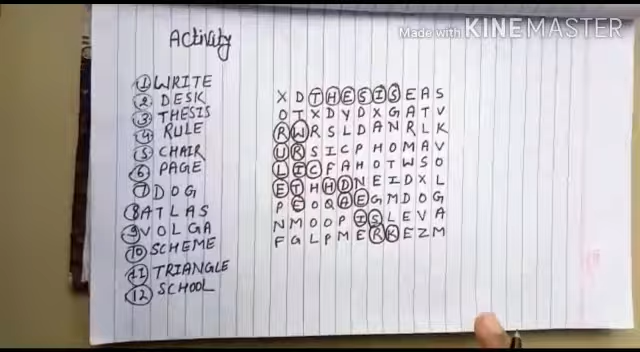 Made with KINEMASTER
Activity
1 WRITE
2 DESK
3 THESIS
4 RULE
5 CHAIR
6 PAGE
7 DOG
8 ATLAS
9 VOLGA
10 SCHEME
11 TRIANGLE
12 SCHOOL
X D T H E S I S E A S
O T X D Y D X G A T V
R W R S L D A N R L K
U R S I C P H O M A V
L I C F A H O T W S O
E T H H D N E I D X L
P E O Q A E G M D O G
N M O O P I S L E V A
F G L P M E R K E Z M